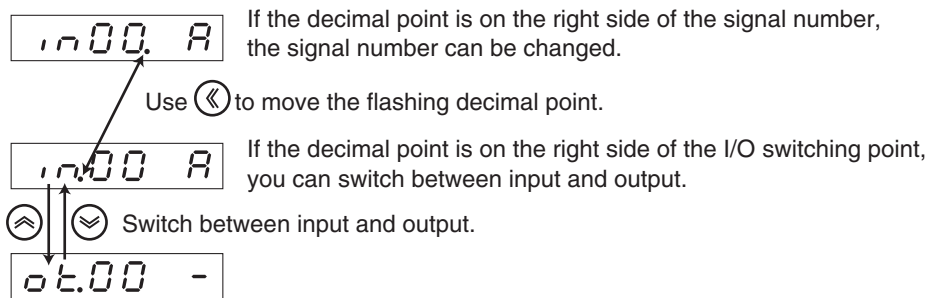 in00. A
If the decimal point is on the right side of the signal number,
the signal number can be changed.
Use to move the flashing decimal point.
in.00 A
If the decimal point is on the right side of the I/O switching point,
you can switch between input and output.
Switch between input and output.
ot.00 -